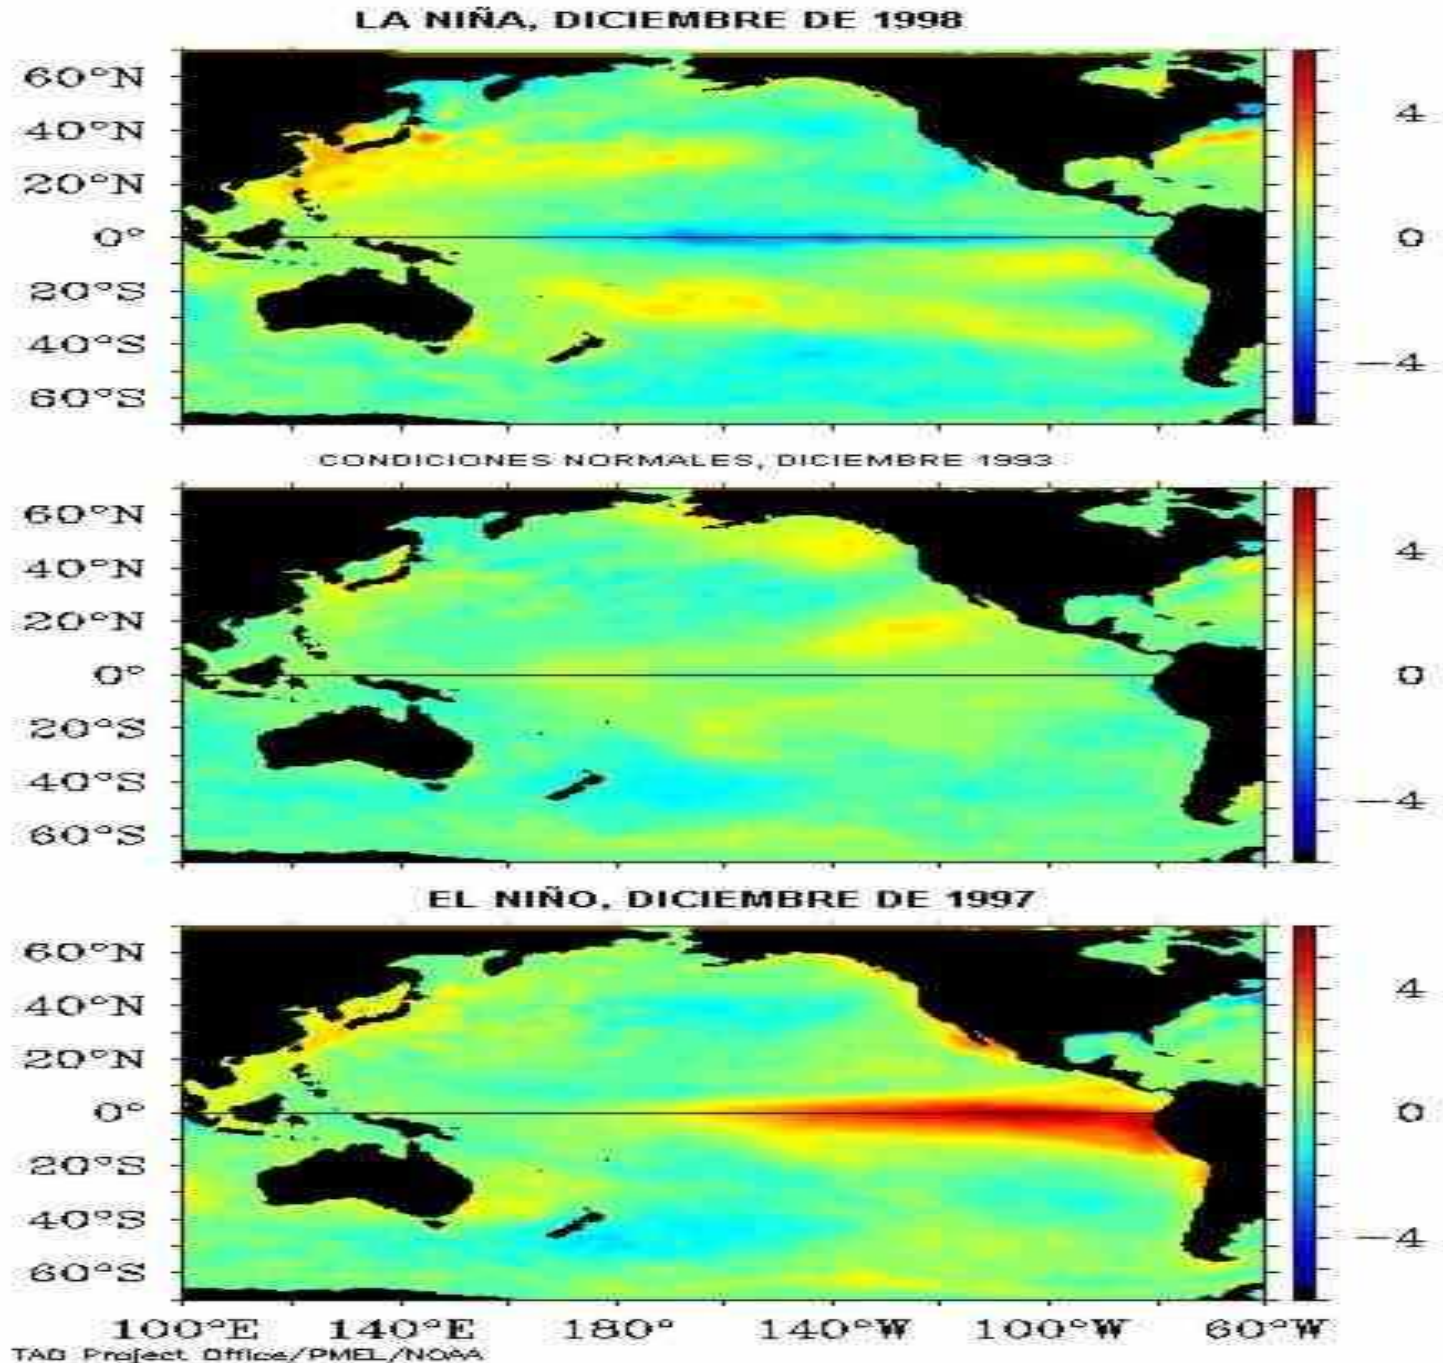 LA NIÑA, DICIEMBRE DE 1998
60°N
40°N
20°N
0°
20°S
40°S
60°S
4
0
−4
CONDICIONES NORMALES, DICIEMBRE 1993
60°N
40°N
20°N
0°
20°S
40°S
60°S
4
0
−4
EL NIÑO, DICIEMBRE DE 1997
60°N
40°N
20°N
0°
20°S
40°S
60°S
4
0
−4
100°E 140°E 180° 140°W 100°W 60°W
TAO Project Office/PMEL/NOAA